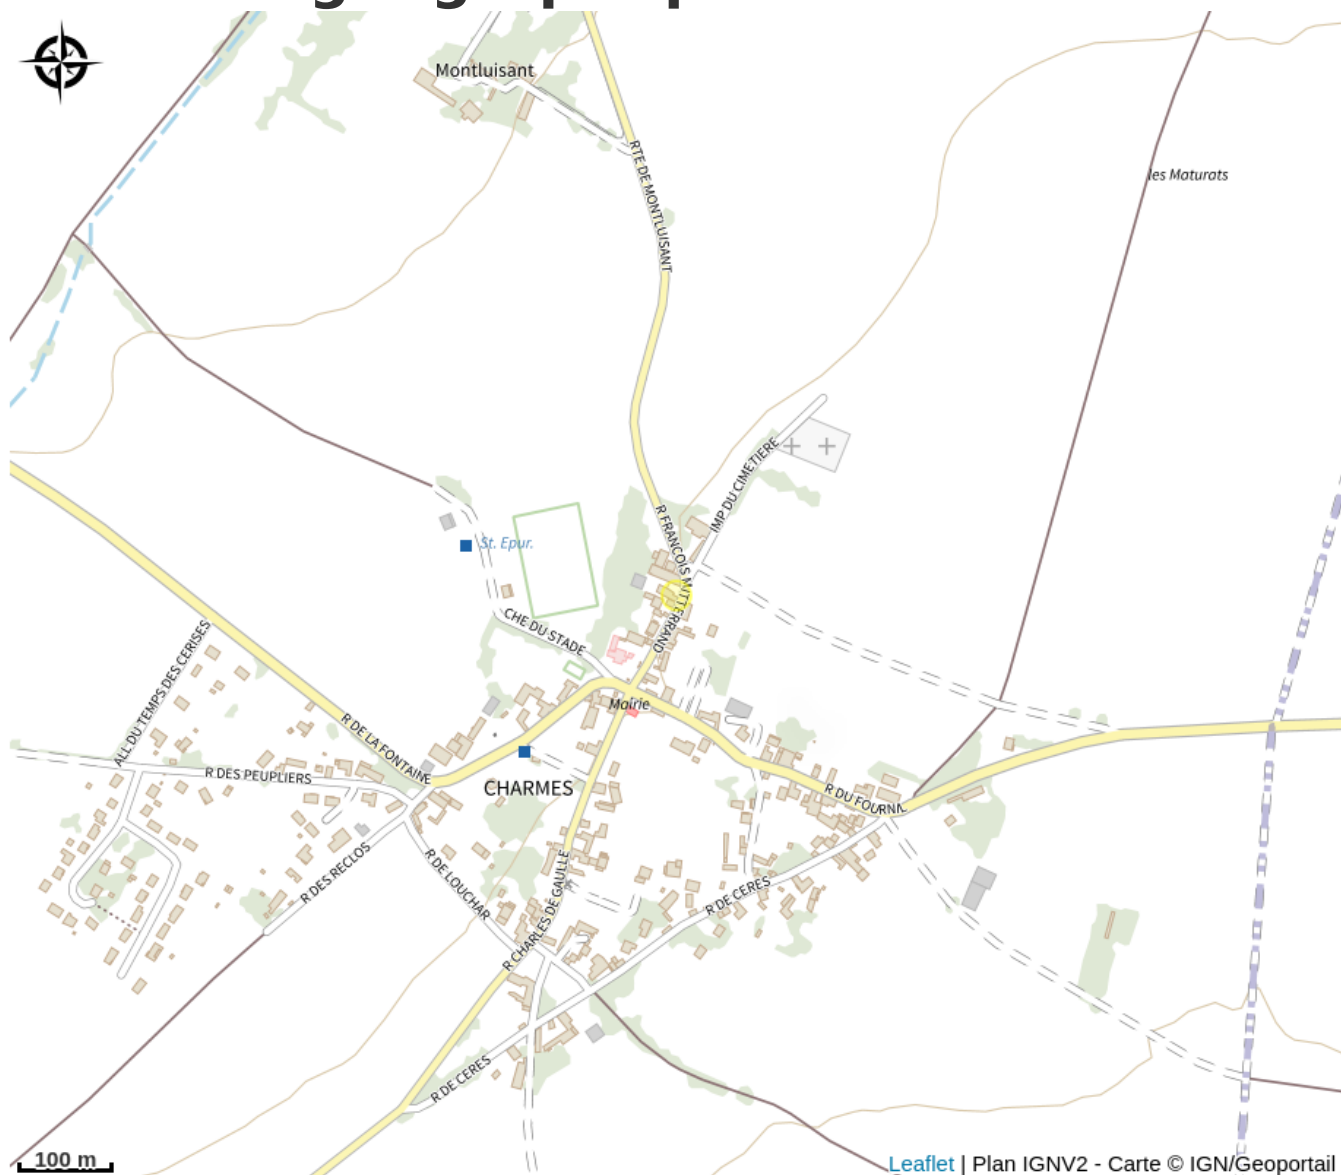 Montluisant
RTE DE MONTLUISANT
les Maturats
IMP DU CIMETIERE
R FRANCOIS MITTERRAND
St. Epur.
CHE DU STADE
ALL DU TEMPS DES CERISES
Mairie
R DE LA FONTAINE
R DES PEUPLIERS
CHARMES
R DU FOURNI
R DES RECLOS
R DE LOUCHAR
R CHARLES DE GAULLE
R DE CERES
R DE CERES
100 m
Leaflet | Plan IGNV2 - Carte © IGN/Geoportail